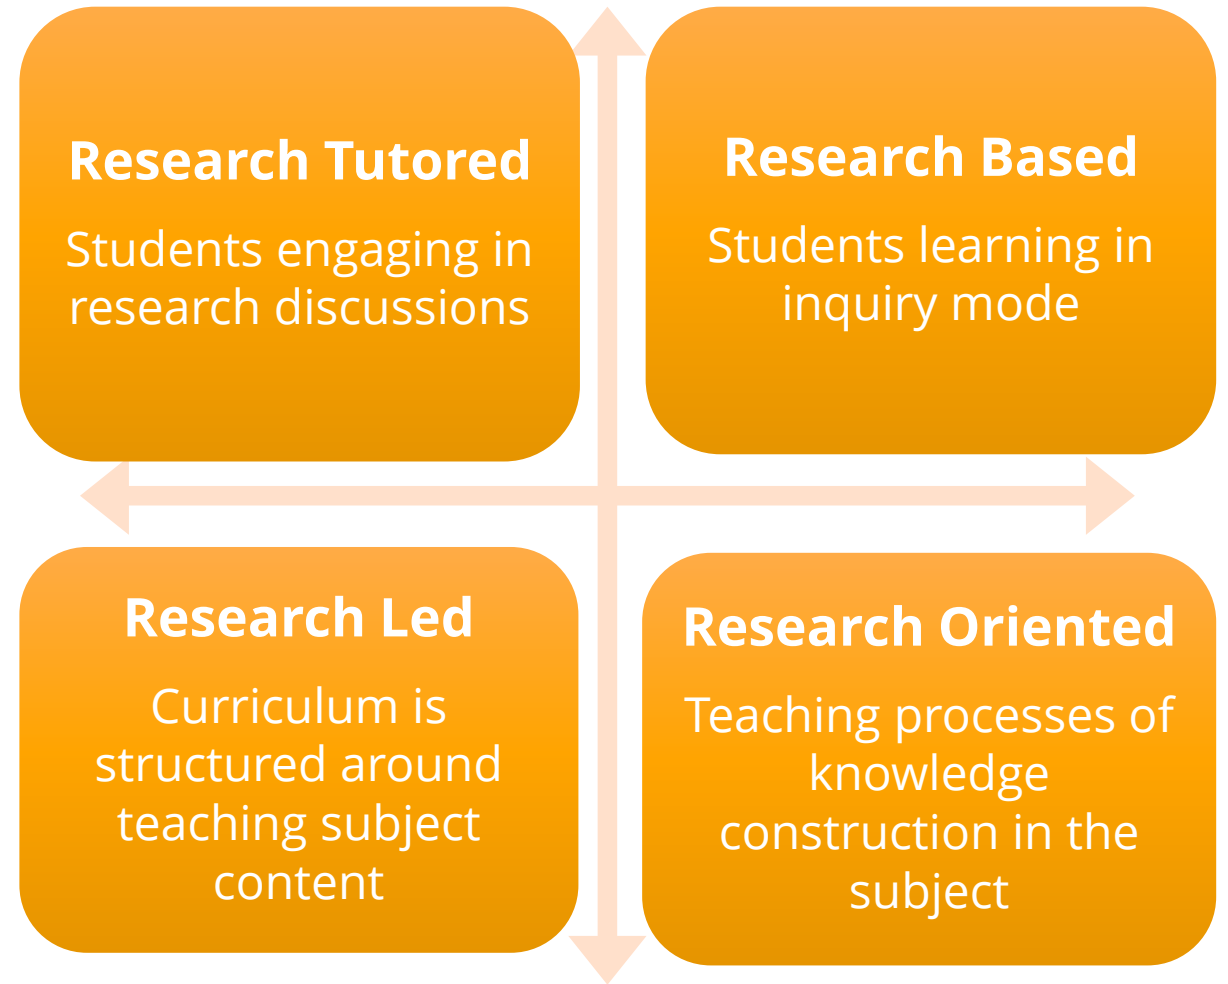 Research Tutored
Students engaging in
research discussions
Research Based
Students learning in
inquiry mode
Research Led
Curriculum is
structured around
teaching subject
content
Research Oriented
Teaching processes of
knowledge
construction in the
subject